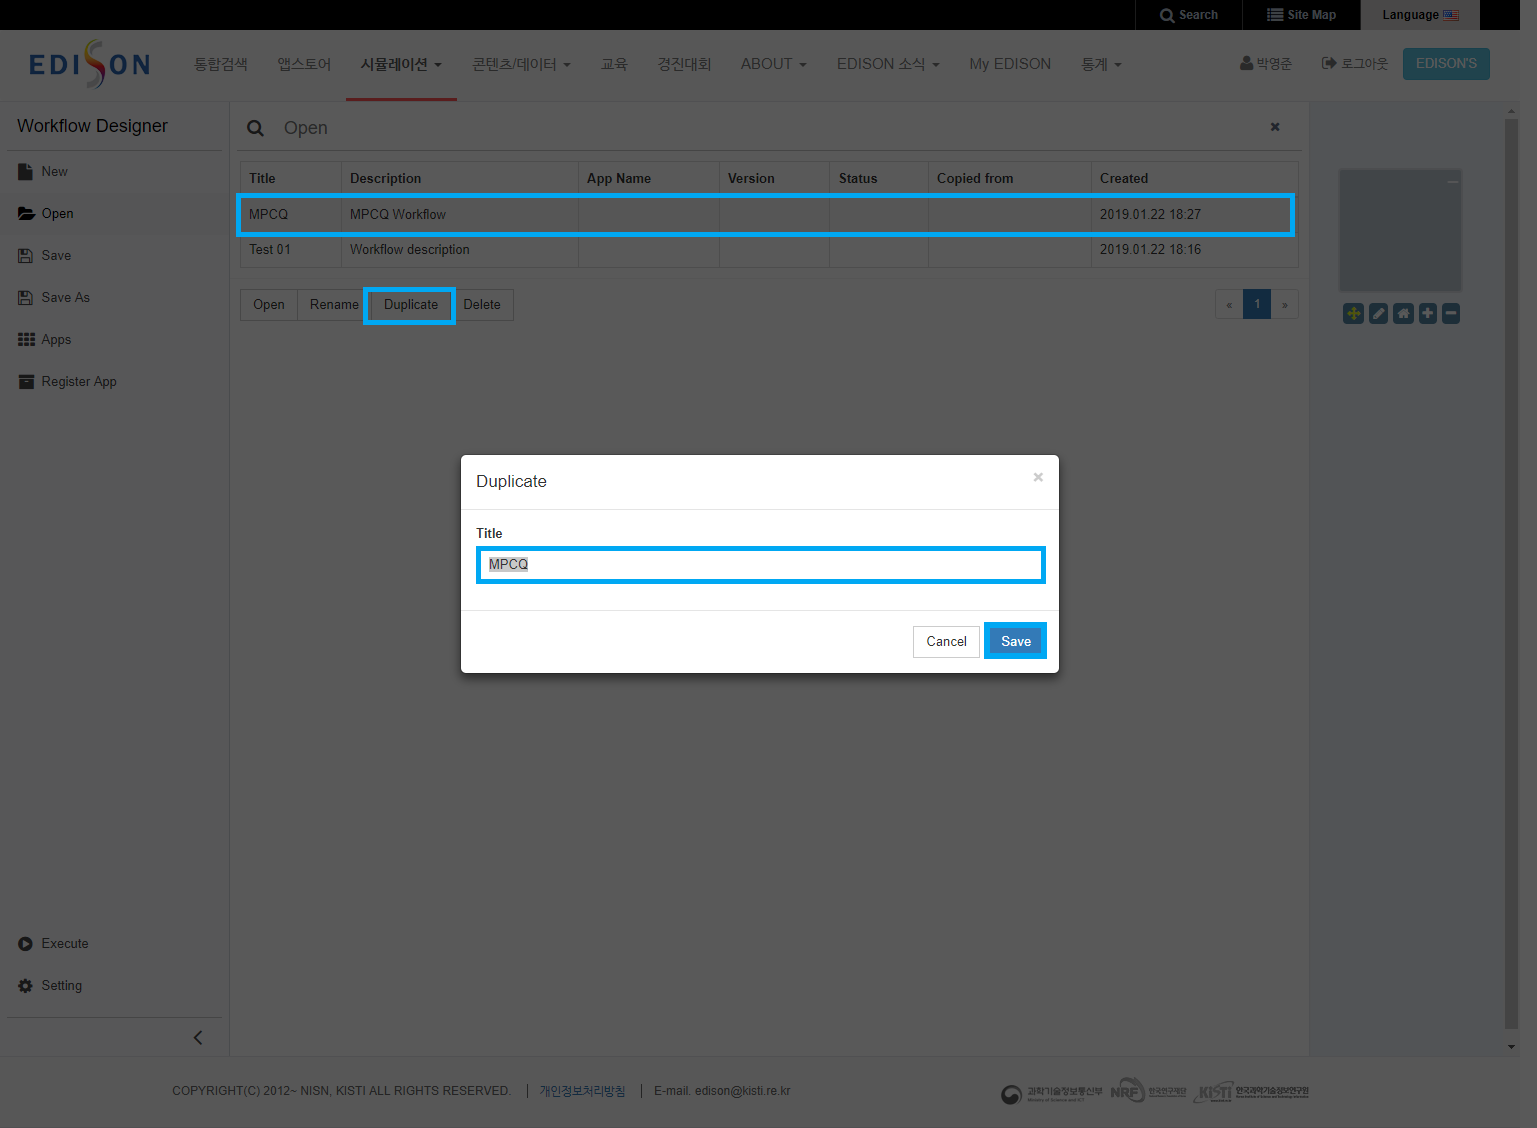 Search
Site Map
Language
EDISON
통합검색
앱스토어
시뮬레이션
콘텐츠/데이터
교육
경진대회
ABOUT
EDISON 소식
My EDISON
통계
박영준
로그아웃
EDISON'S
Workflow Designer
New
Open
Save
Save As
Apps
Register App
Execute
Setting
Open
Title Description App Name Version Status Copied from Created
MPCQ MPCQ Workflow 2019.01.22 18:27
Test 01 Workflow description 2019.01.22 18:16
Open Rename Duplicate Delete
« 1 »
Duplicate
Title
MPCQ
Cancel Save
COPYRIGHT(C) 2012~ NISN, KISTI ALL RIGHTS RESERVED. | 개인정보처리방침 | E-mail. edison@kisti.re.kr
과학기술정보통신부
NRF 한국연구재단
KISTI 한국과학기술정보연구원